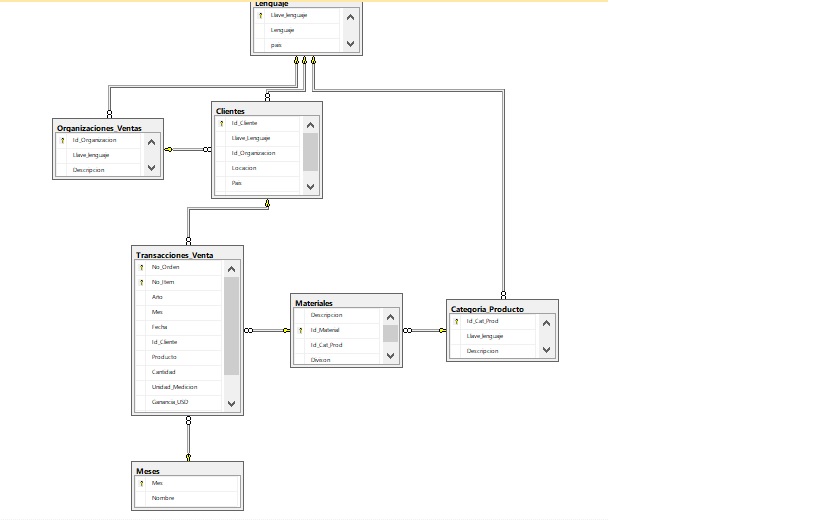 Lenguaje
Llave_lenguaje
Lenguaje
pais
Organizaciones_Ventas
Id_Organizacion
Llave_lenguaje
Descripcion
Clientes
Id_Cliente
Llave_Lenguaje
Id_Organizacion
Locacion
Pais
Transacciones_Venta
No_Orden
No_Item
Año
Mes
Fecha
Id_Cliente
Producto
Cantidad
Unidad_Medicion
Ganancia_USD
Materiales
Descripcion
Id_Material
Id_Cat_Prod
Division
Categoria_Producto
Id_Cat_Prod
Llave_lenguaje
Descripcion
Meses
Mes
Nombre